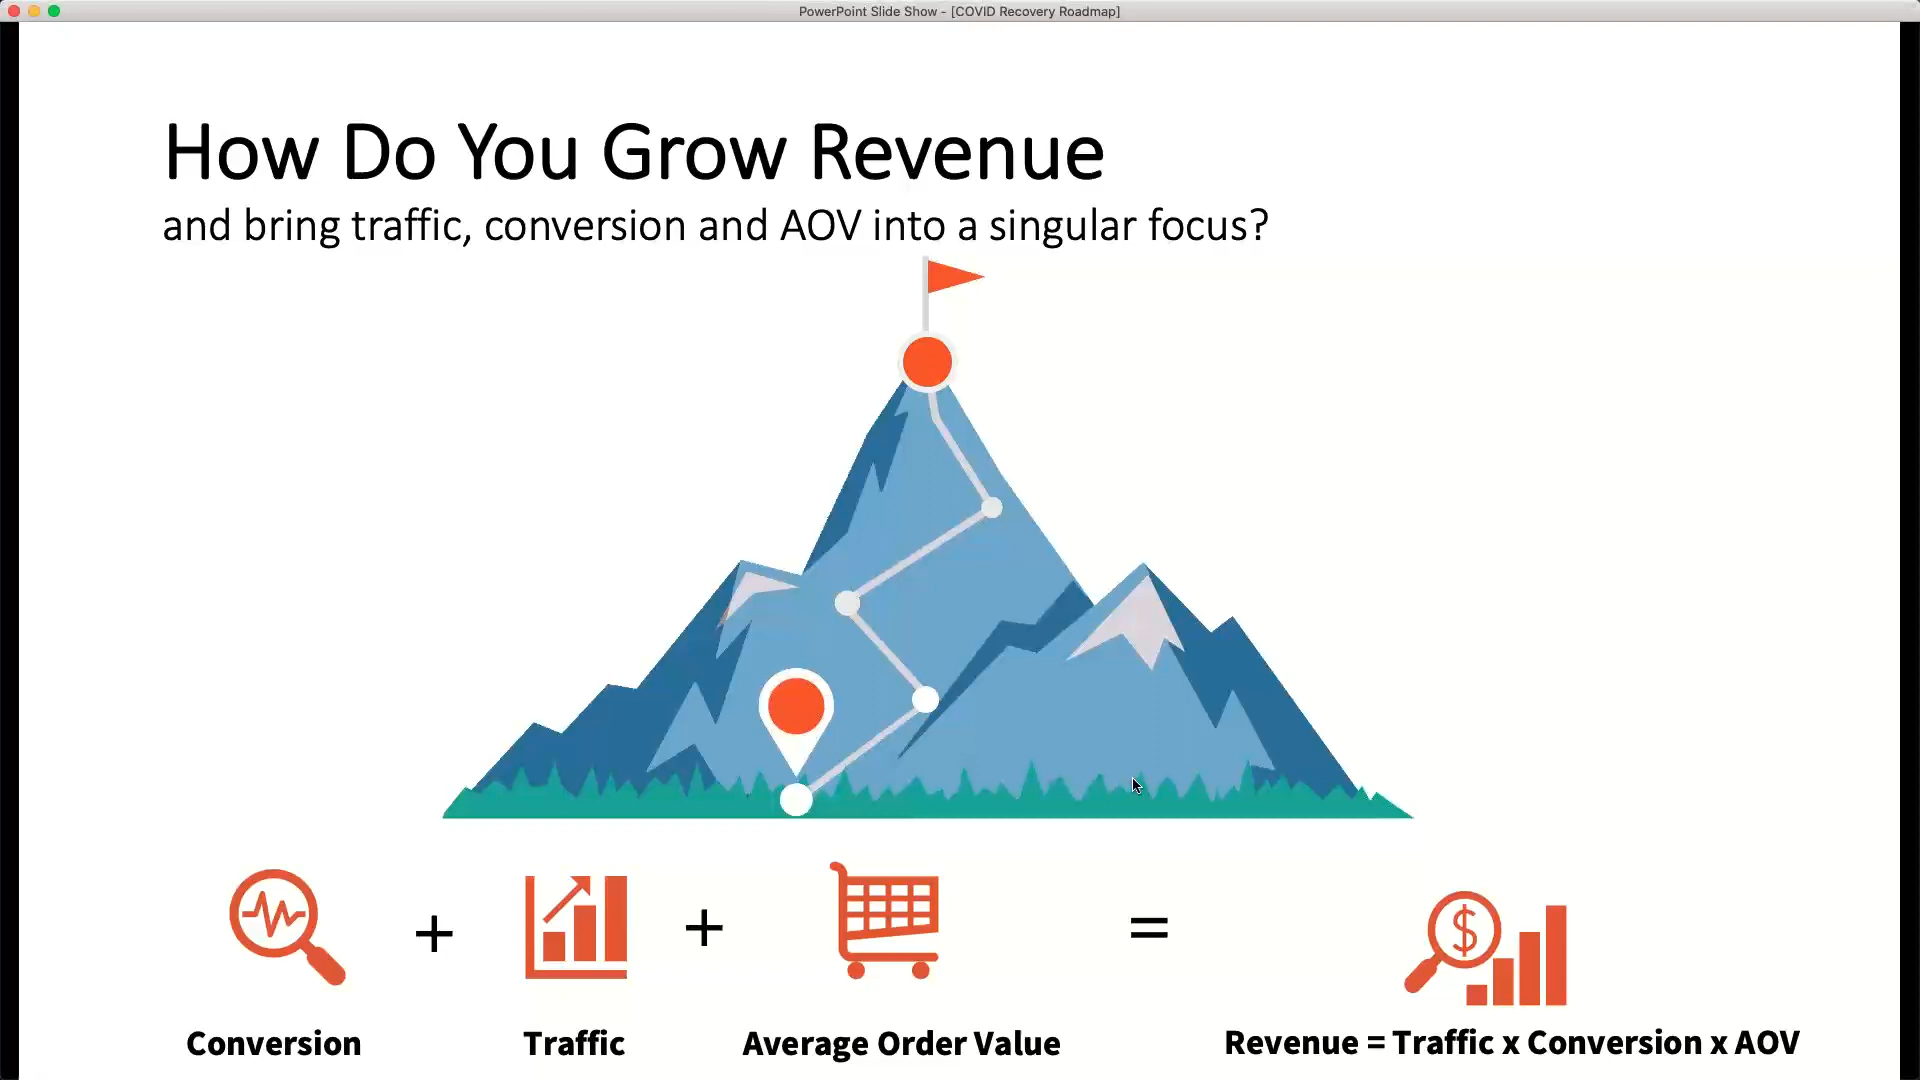 PowerPoint Slide Show - [COVID Recovery Roadmap]
How Do You Grow Revenue
and bring traffic, conversion and AOV into a singular focus?
+ + = $
Conversion Traffic Average Order Value Revenue = Traffic x Conversion x AOV